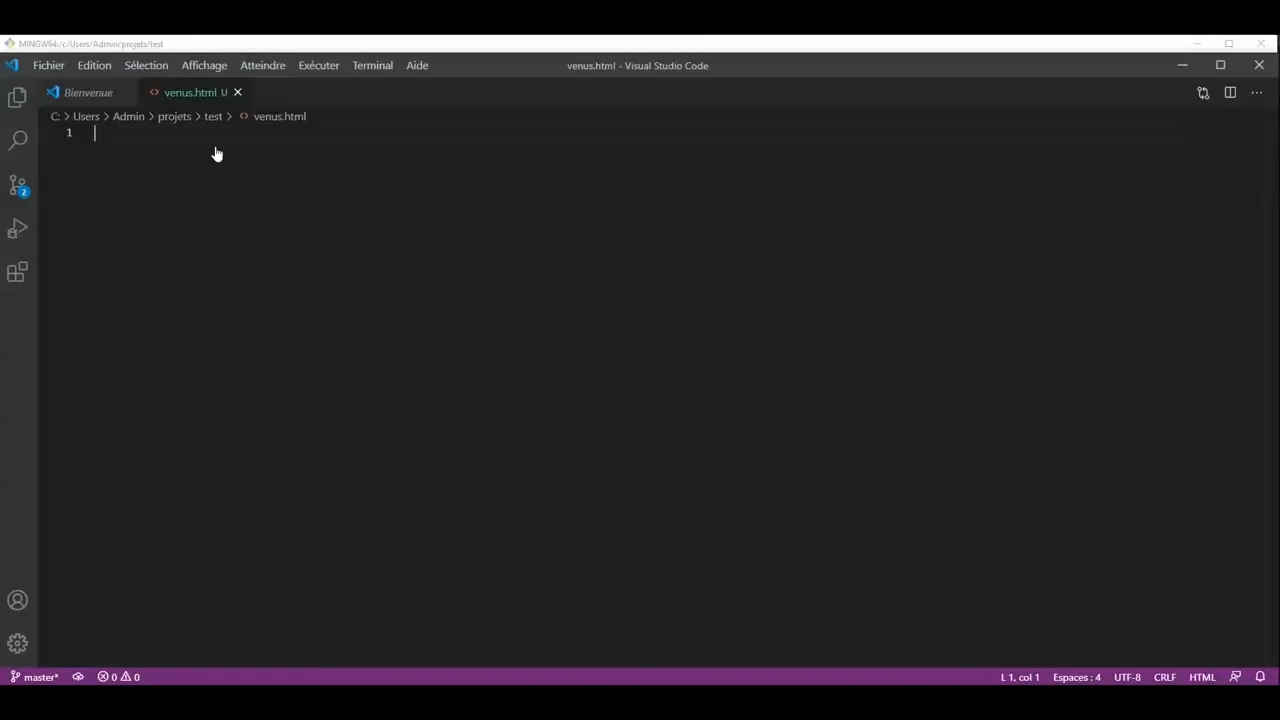 MINGW64:/c/Users/Admin/projets/test
Fichier Edition Sélection Affichage Atteindre Exécuter Terminal Aide venus.html - Visual Studio Code
Bienvenue venus.html U
C: > Users > Admin > projets > test > venus.html
1
2
master* 0 0 L 1, col 1 Espaces : 4 UTF-8 CRLF HTML